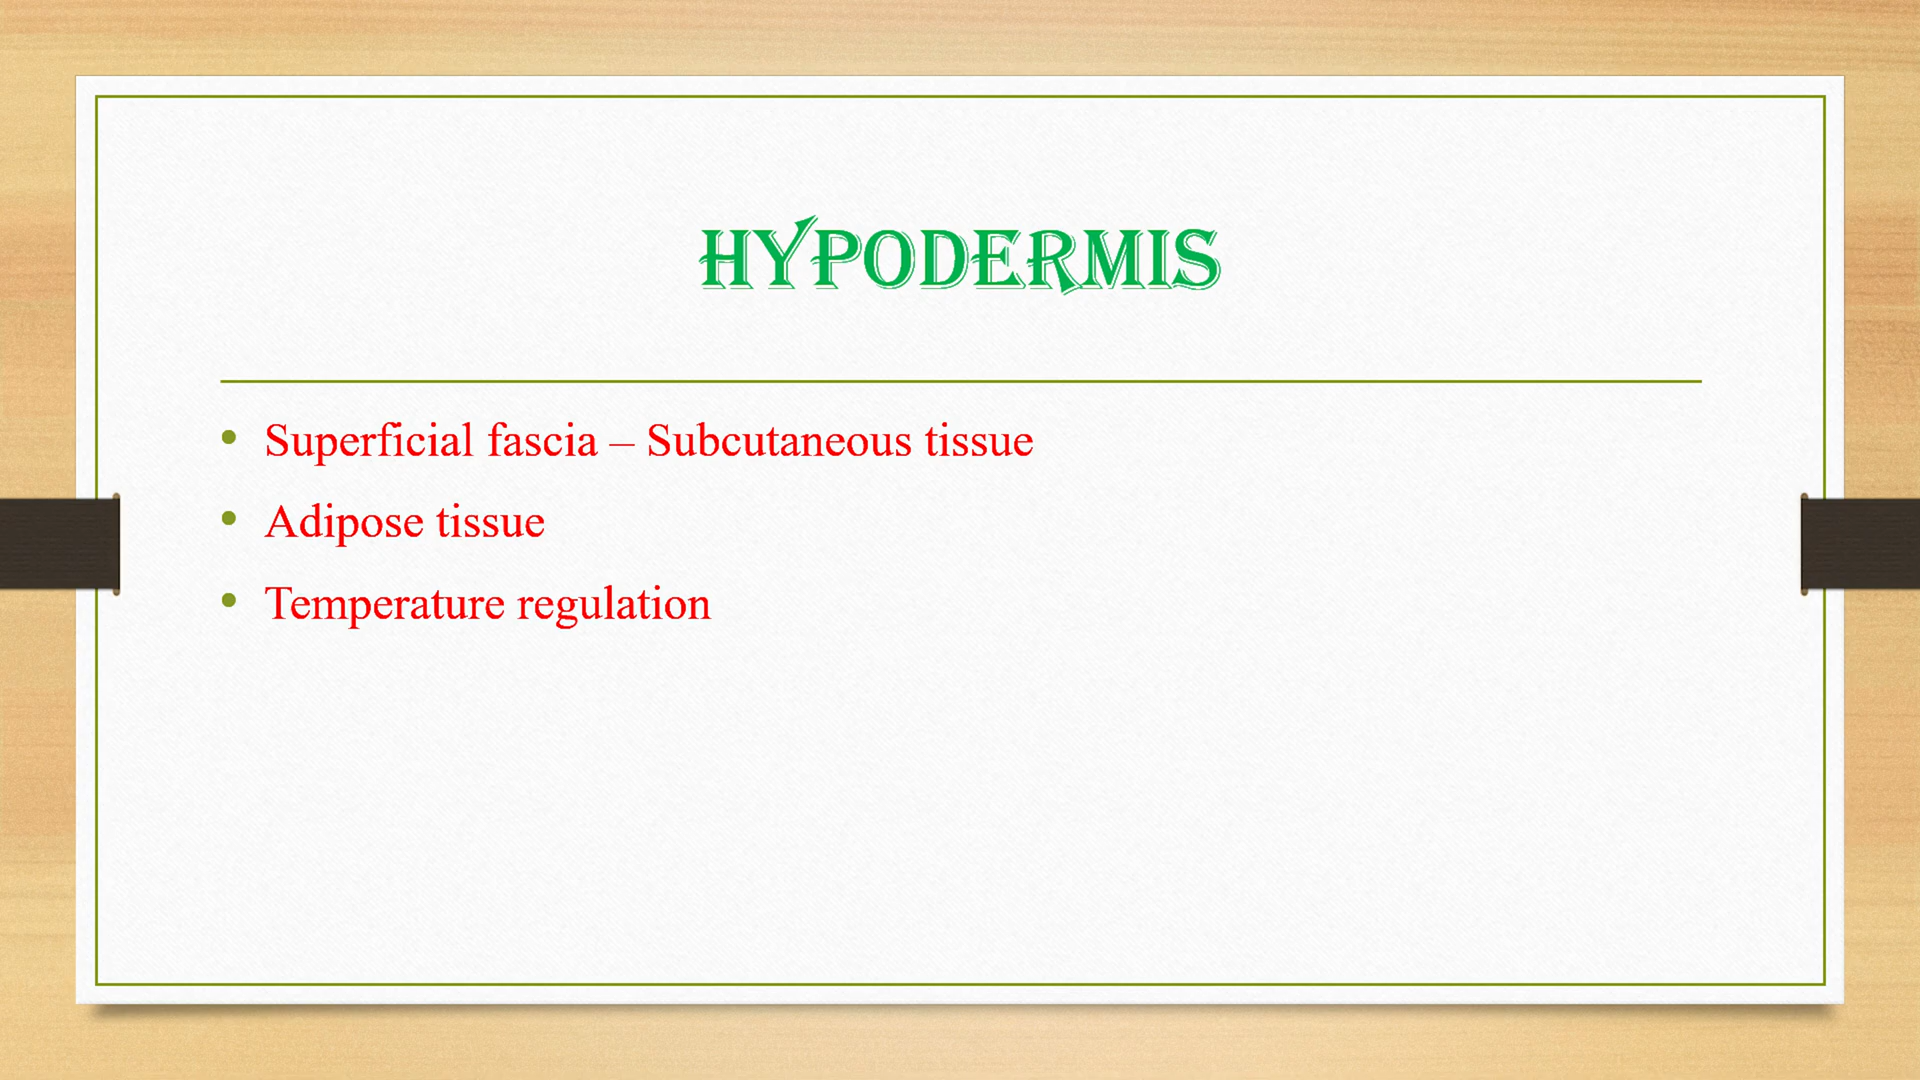 HYPODERMIS
• Superficial fascia – Subcutaneous tissue
• Adipose tissue
• Temperature regulation